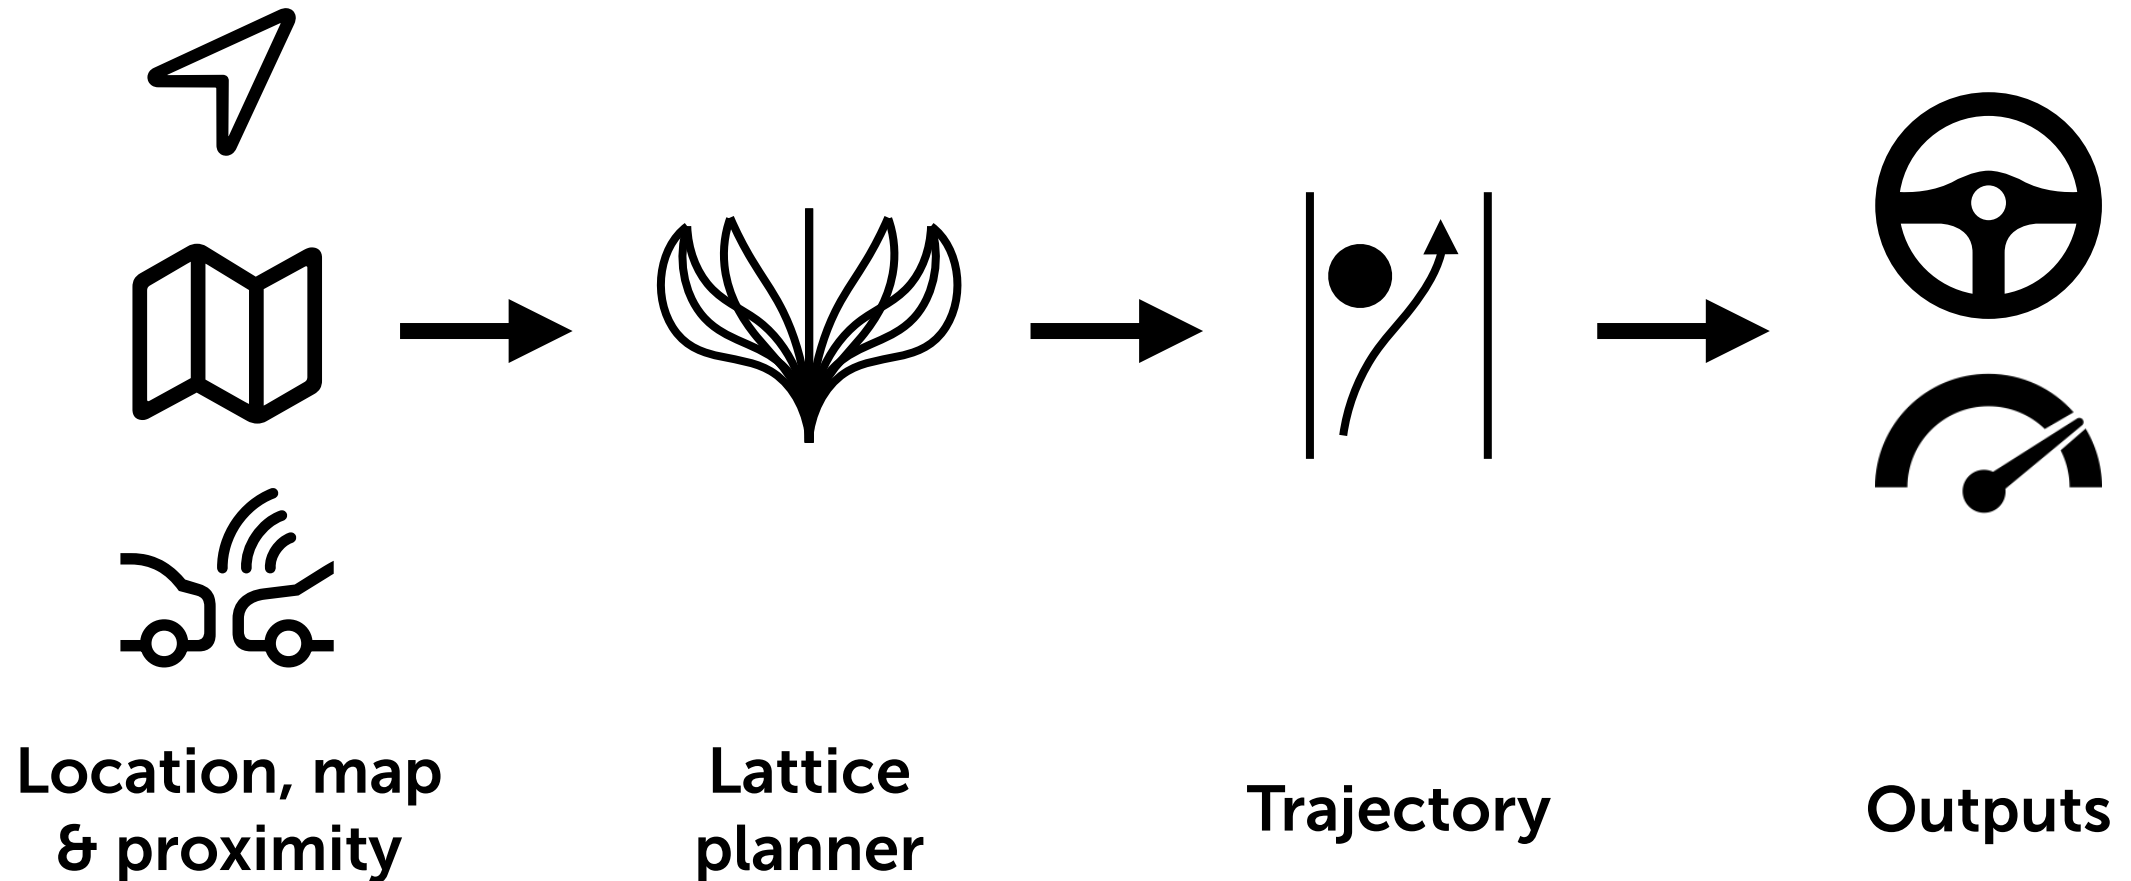 Location, map
& proximity
Lattice
planner
Trajectory
Outputs